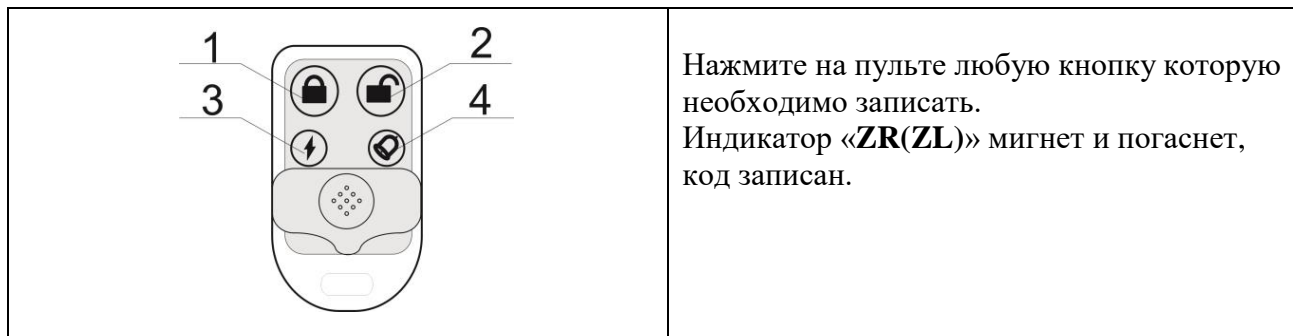 1
2
3
4
Нажмите на пульте любую кнопку которую
необходимо записать.
Индикатор «ZR(ZL)» мигнет и погаснет,
код записан.